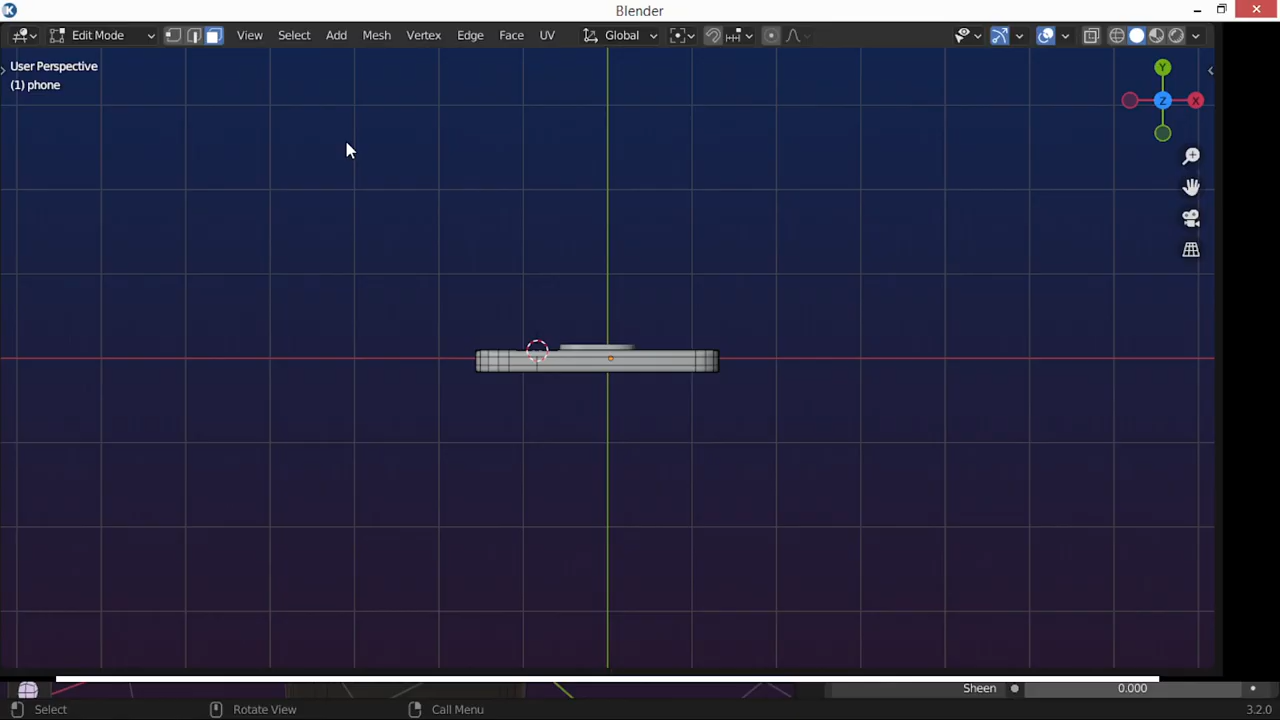 Blender
Edit Mode View Select Add Mesh Vertex Edge Face UV Global
User Perspective
(1) phone
Y
Z X
Sheen 0.000
Select Rotate View Call Menu 3.2.0